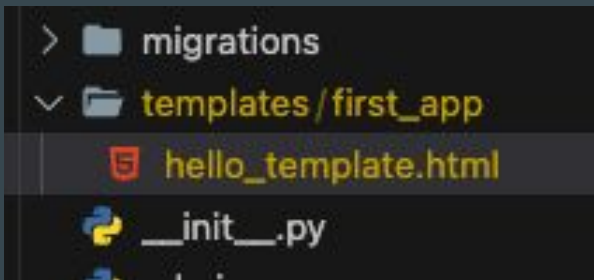 migrations
templates/first_app
hello_template.html
__init__.py